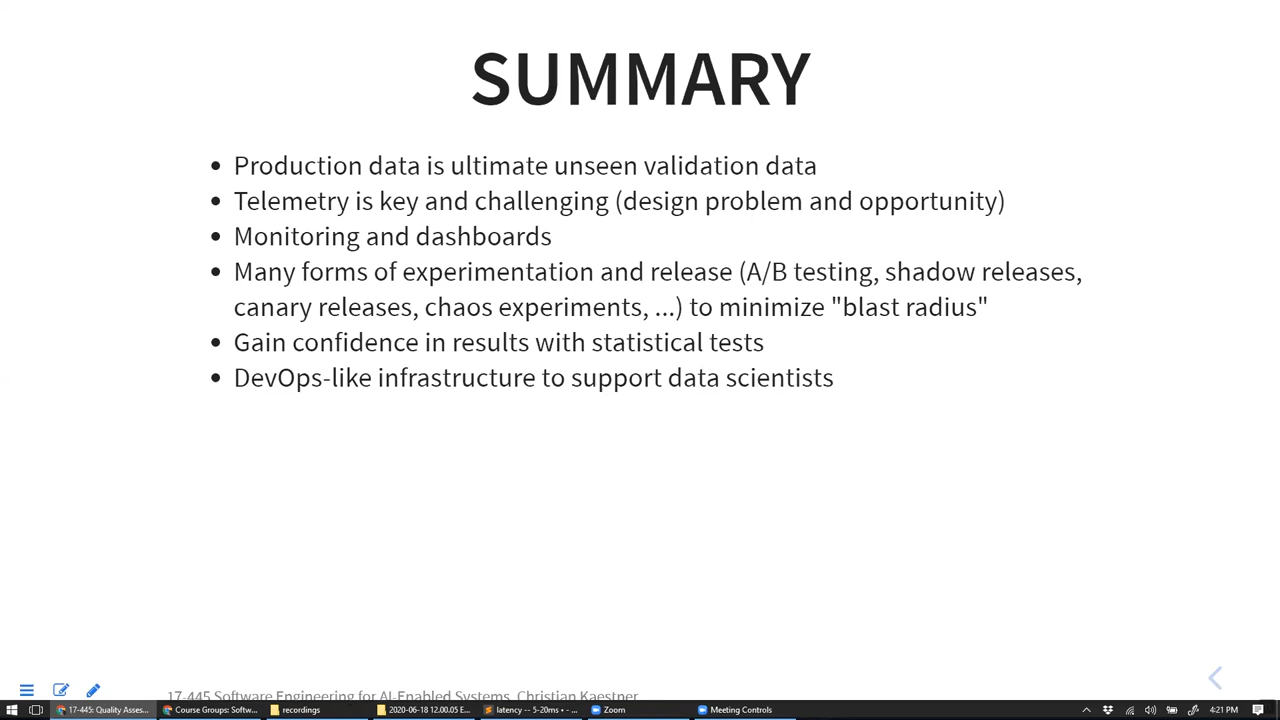 SUMMARY
Production data is ultimate unseen validation data
Telemetry is key and challenging (design problem and opportunity)
Monitoring and dashboards
Many forms of experimentation and release (A/B testing, shadow releases,
canary releases, chaos experiments, ...) to minimize "blast radius"
Gain confidence in results with statistical tests
DevOps-like infrastructure to support data scientists
17-445 Software Engineering for AI-Enabled Systems, Christian Kaestner
17-445: Quality Asses... Course Groups: Softw... recordings 2020-06-18 12.00.05 E... latency -- 5-20ms • - ... Zoom Meeting Controls 4:21 PM